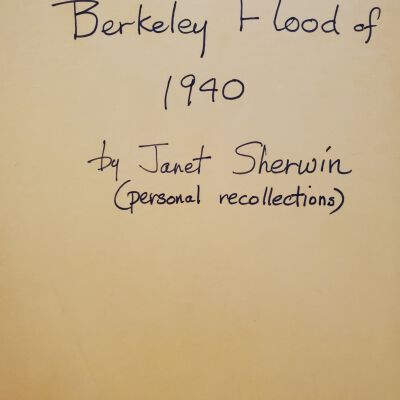 Berkeley Flood of
1940
by Janet Sherwin
(personal recollections)